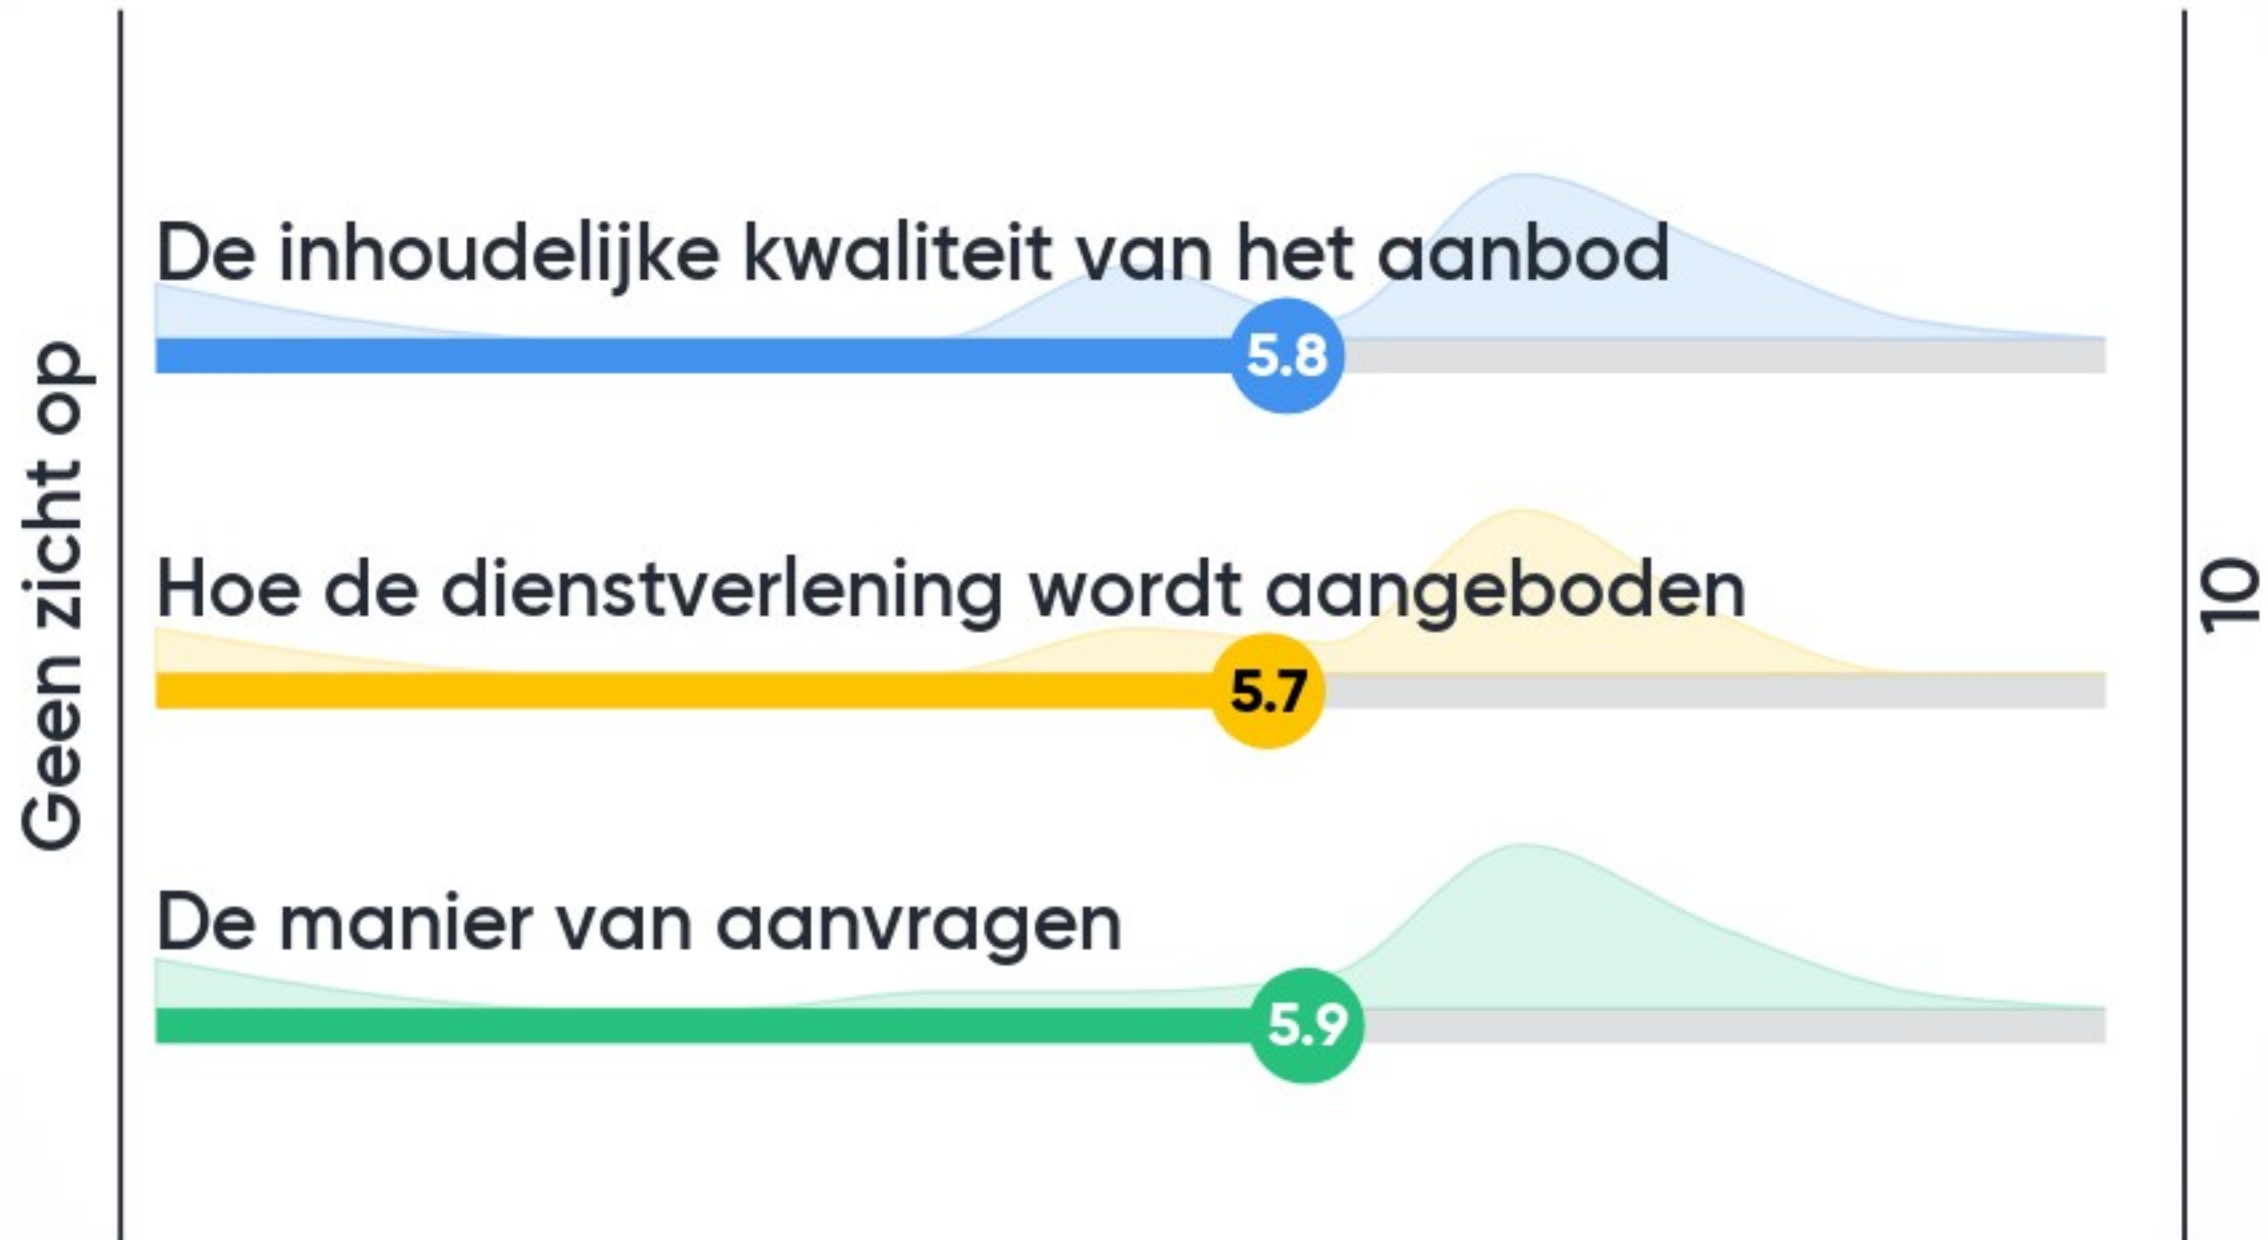 Geen zicht op
De inhoudelijke kwaliteit van het aanbod
5.8
Hoe de dienstverlening wordt aangeboden
5.7
De manier van aanvragen
5.9
10